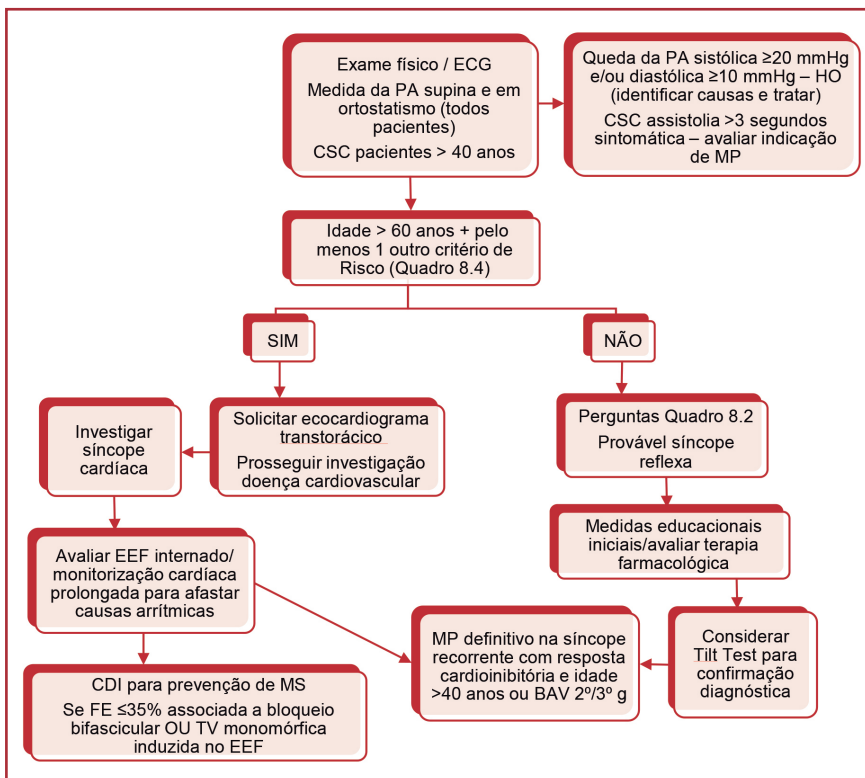 Exame físico / ECG
Medida da PA supina e em
ortostatismo (todos
pacientes)
CSC pacientes > 40 anos
Queda da PA sistólica ≥20 mmHg
e/ou diastólica ≥10 mmHg – HO
(identificar causas e tratar)
CSC assistolia >3 segundos
sintomática – avaliar indicação
de MP
Idade > 60 anos + pelo
menos 1 outro critério de
Risco (Quadro 8.4)
SIM
NÃO
Investigar
síncope
cardíaca
Solicitar ecocardiograma
transtorácico
Prosseguir investigação
doença cardiovascular
Perguntas Quadro 8.2
Provável síncope
reflexa
Avaliar EEF internado/
monitorização cardíaca
prolongada para afastar
causas arrítmicas
Medidas educacionais
iniciais/avaliar terapia
farmacológica
MP definitivo na síncope
recorrente com resposta
cardioinibitória e idade
>40 anos ou BAV 2º/3º g
Considerar
Tilt Test para
confirmação
diagnóstica
CDI para prevenção de MS
Se FE ≤35% associada a bloqueio
bifascicular OU TV monomórfica
induzida no EEF